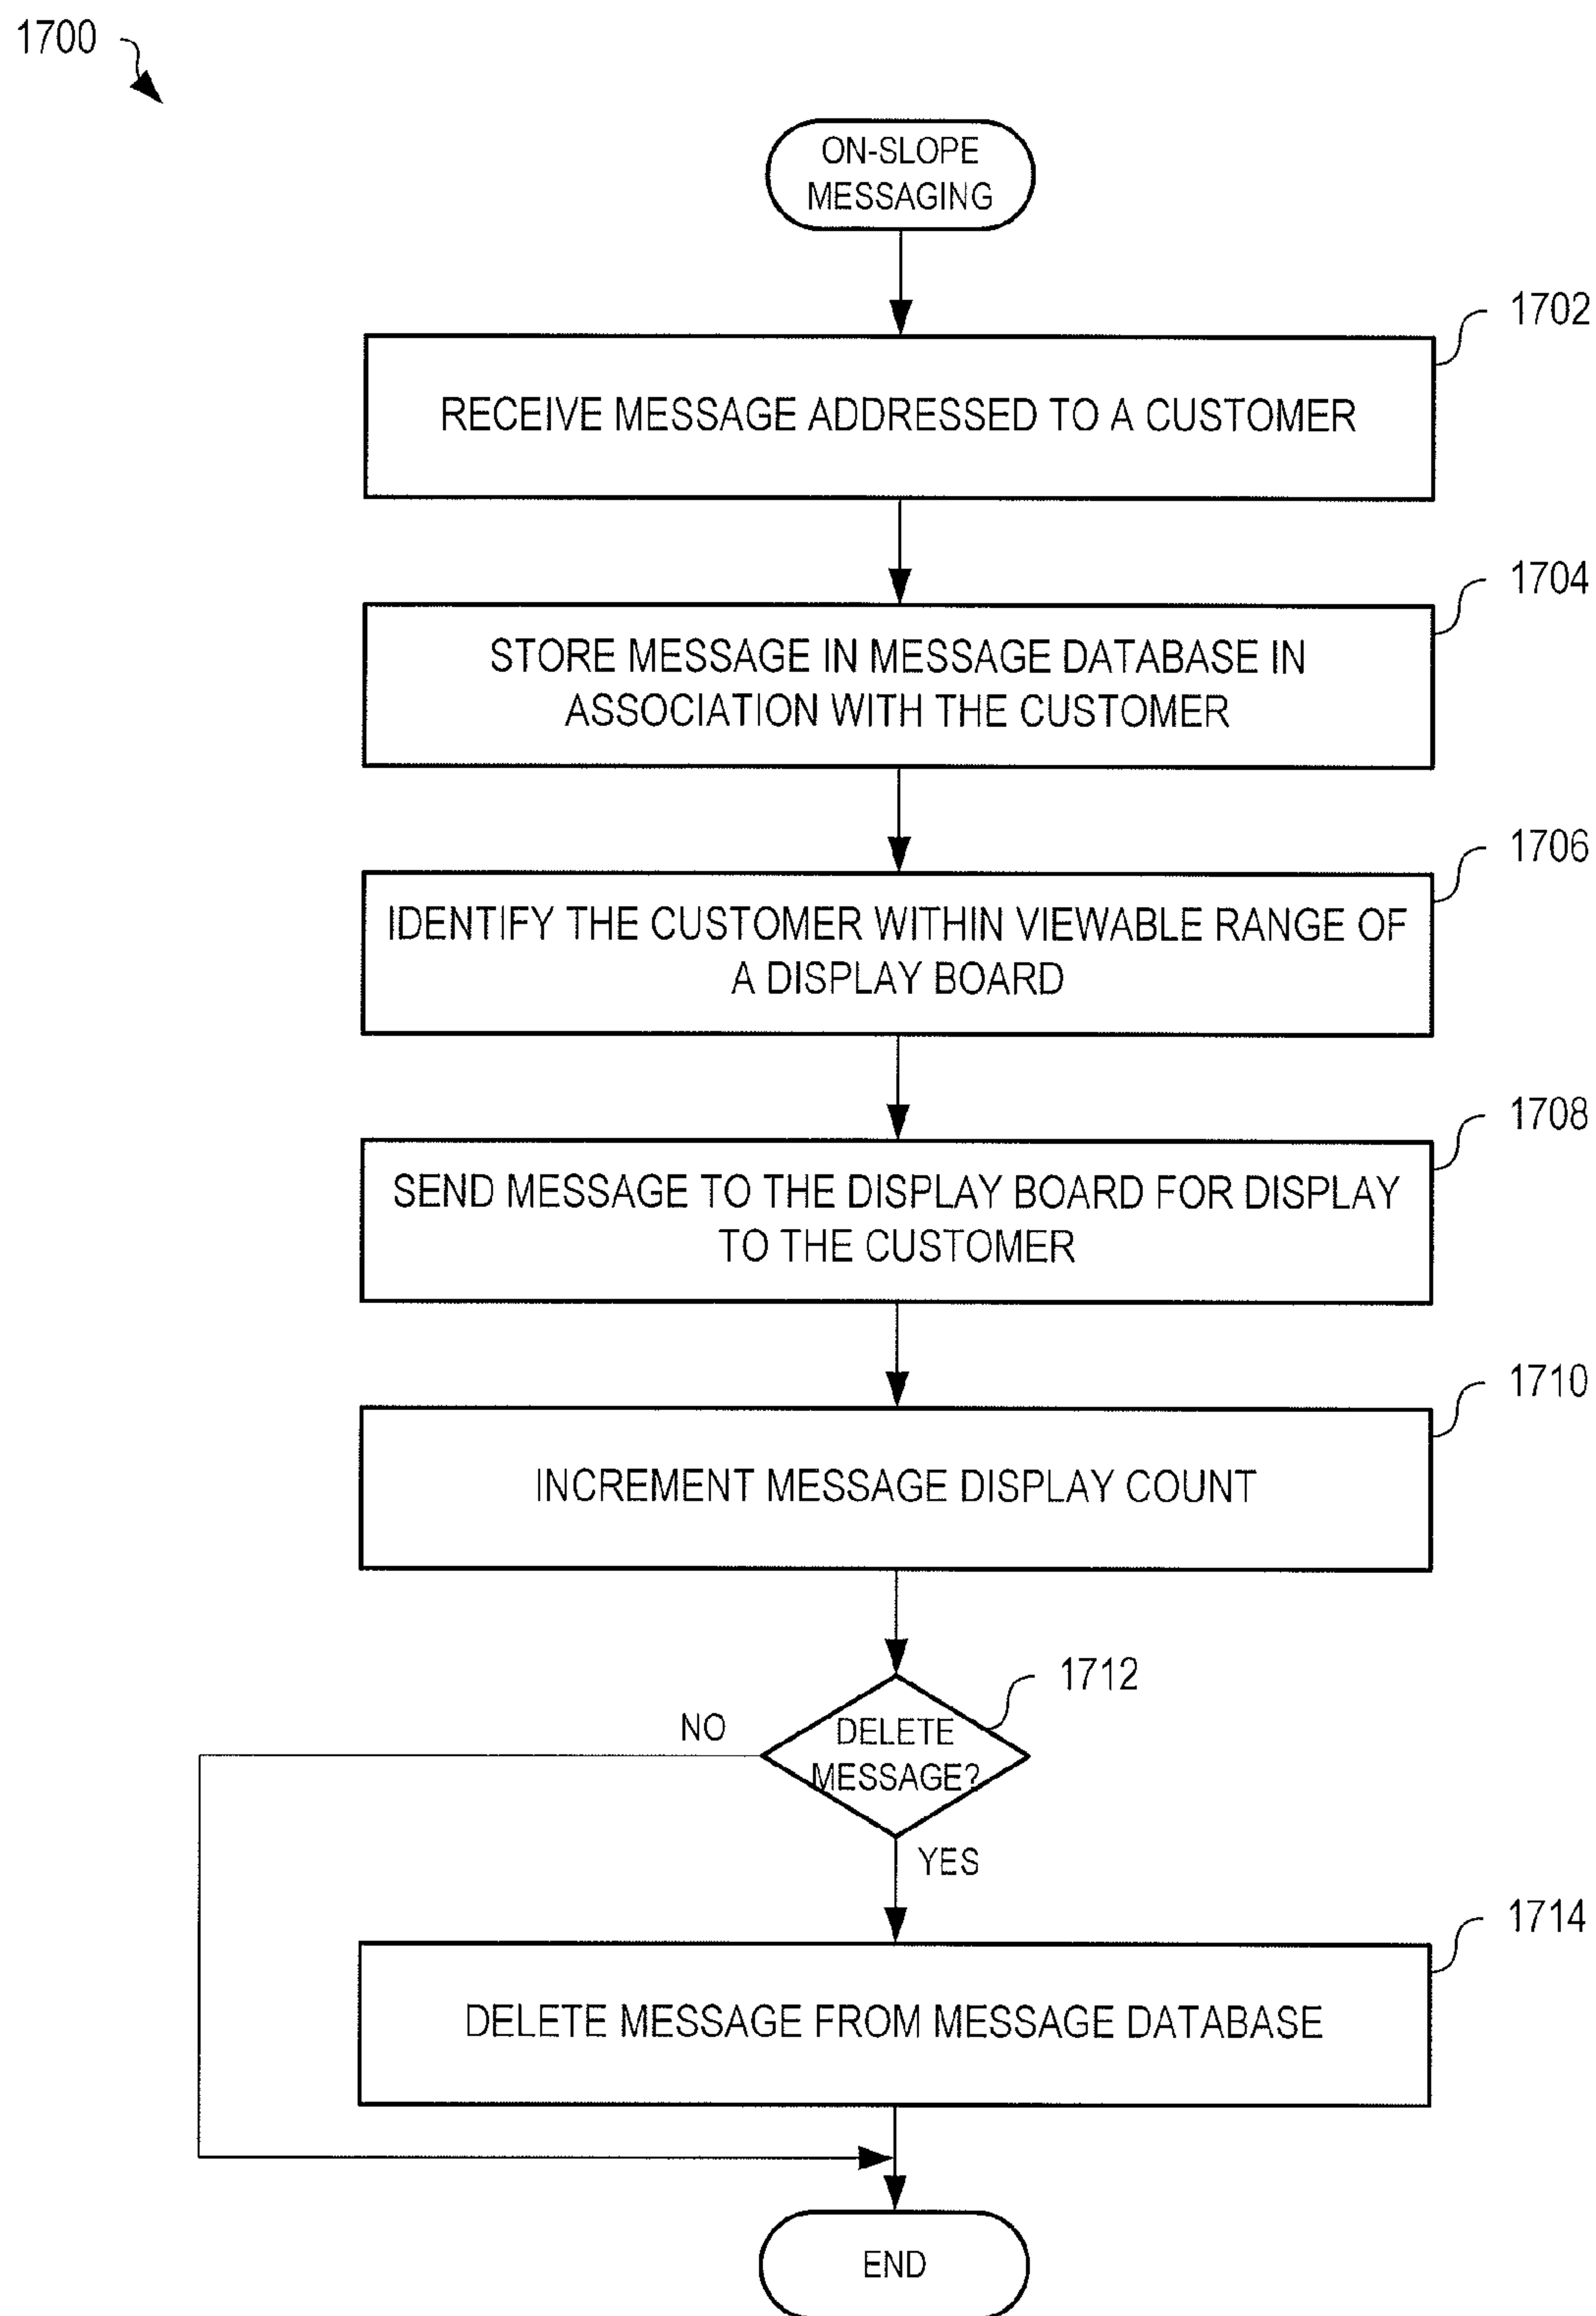 1700
ON-SLOPE
MESSAGING
1702
RECEIVE MESSAGE ADDRESSED TO A CUSTOMER
1704
STORE MESSAGE IN MESSAGE DATABASE IN
ASSOCIATION WITH THE CUSTOMER
1706
IDENTIFY THE CUSTOMER WITHIN VIEWABLE RANGE OF
A DISPLAY BOARD
1708
SEND MESSAGE TO THE DISPLAY BOARD FOR DISPLAY
TO THE CUSTOMER
1710
INCREMENT MESSAGE DISPLAY COUNT
1712
NO
DELETE
MESSAGE?
YES
1714
DELETE MESSAGE FROM MESSAGE DATABASE
END